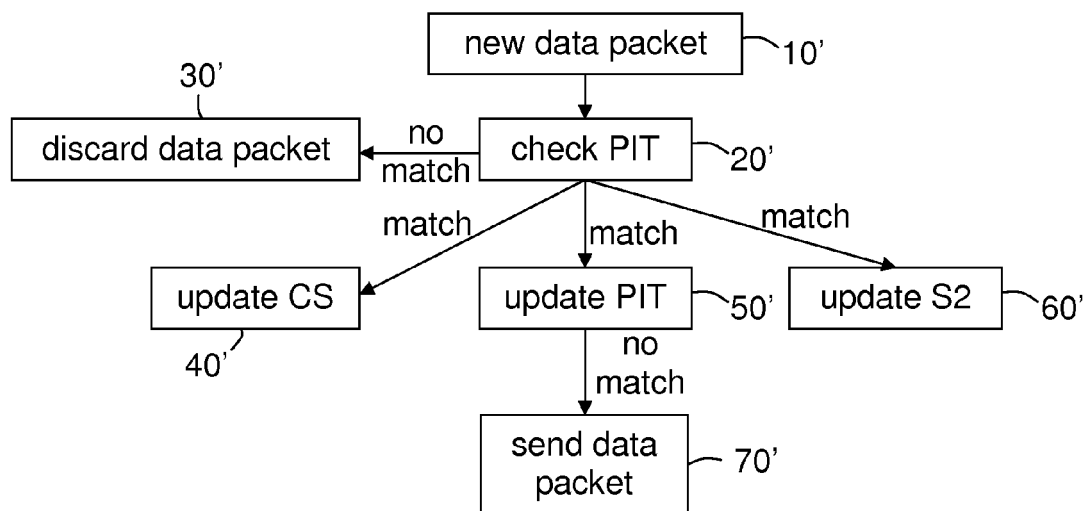 new data packet
10’
30’
discard data packet
no
match
check PIT
20’
match
match
match
update CS
40’
update PIT
50’
update S2
60’
no
match
send data
packet
70’